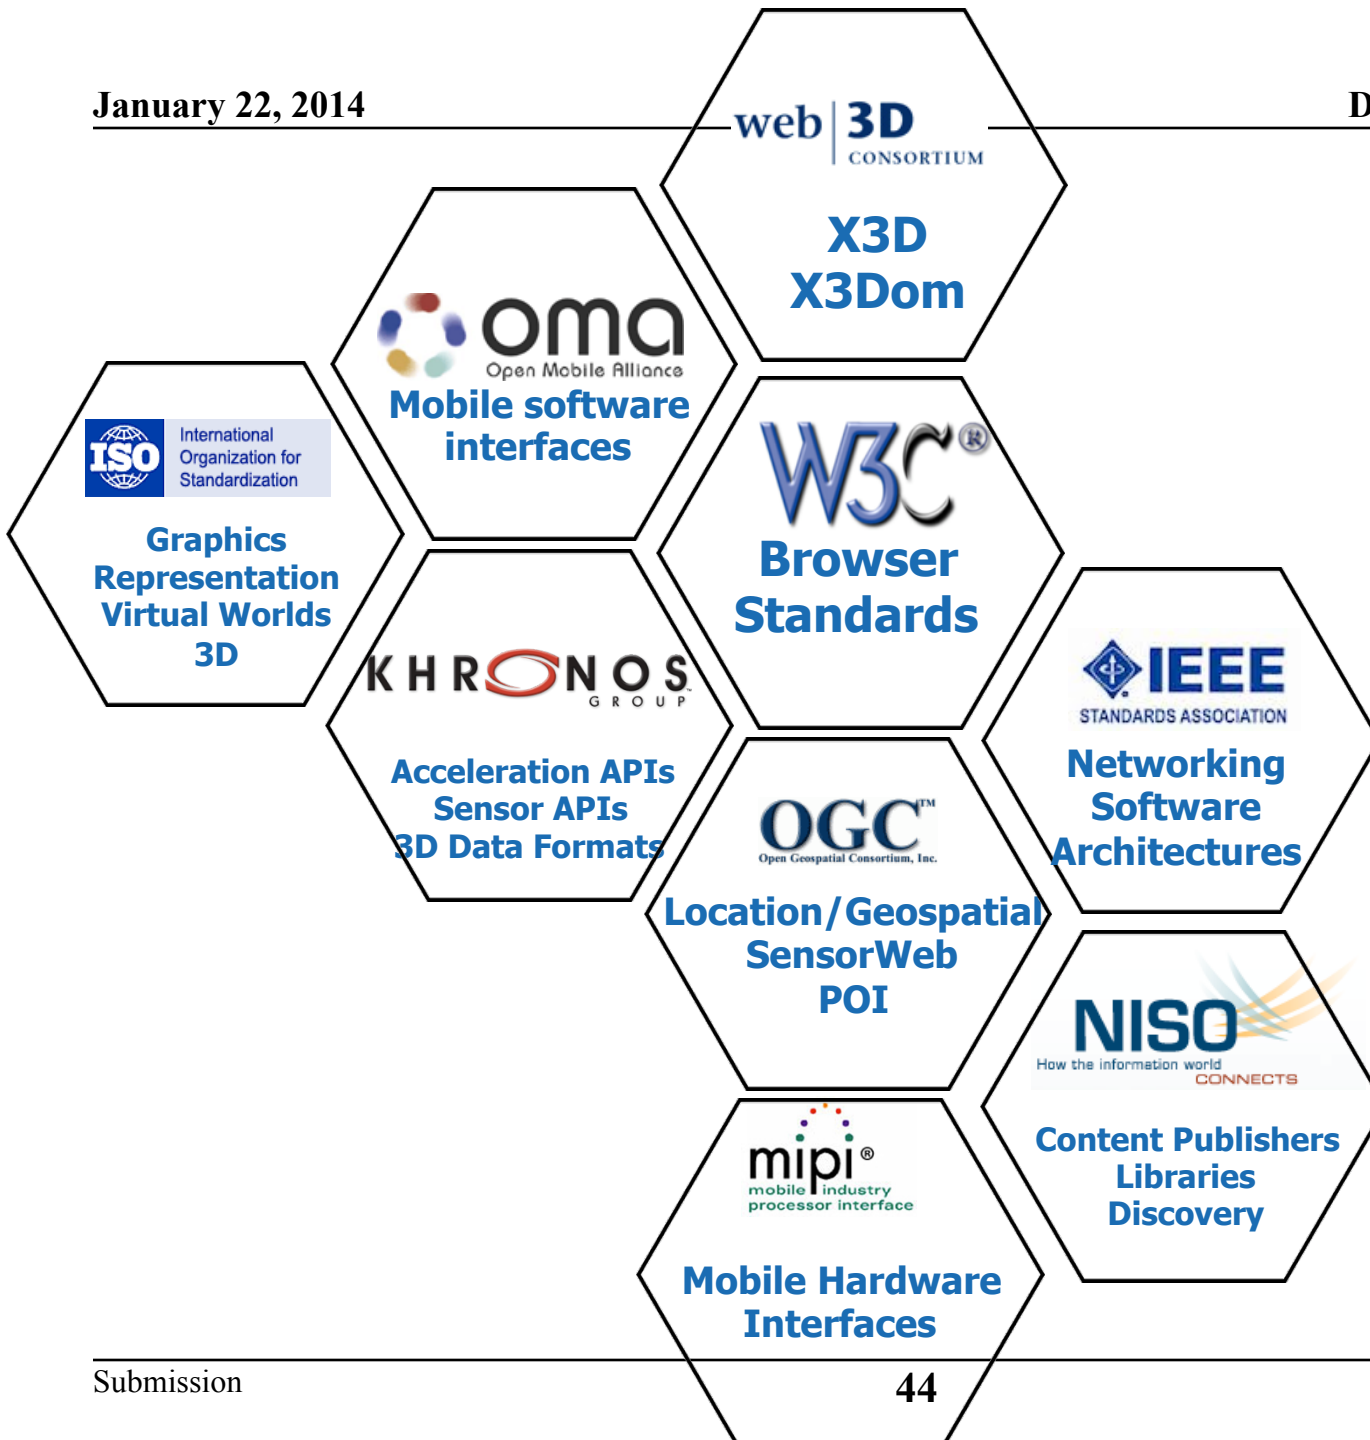 January 22, 2014
D
web 3D
CONSORTIUM
X3D
X3Dom
oma
Open Mobile Alliance
Mobile software
interfaces
ISO
International
Organization for
Standardization
Graphics
Representation
Virtual Worlds
3D
W3C®
Browser
Standards
KHRONOS™
GROUP
Acceleration APIs
Sensor APIs
3D Data Formats
IEEE
STANDARDS ASSOCIATION
Networking
Software
Architectures
OGC™
Open Geospatial Consortium, Inc.
Location/Geospatial
SensorWeb
POI
NISO
How the information world
CONNECTS
Content Publishers
Libraries
Discovery
mipi®
mobile industry
processor interface
Mobile Hardware
Interfaces
Submission
44